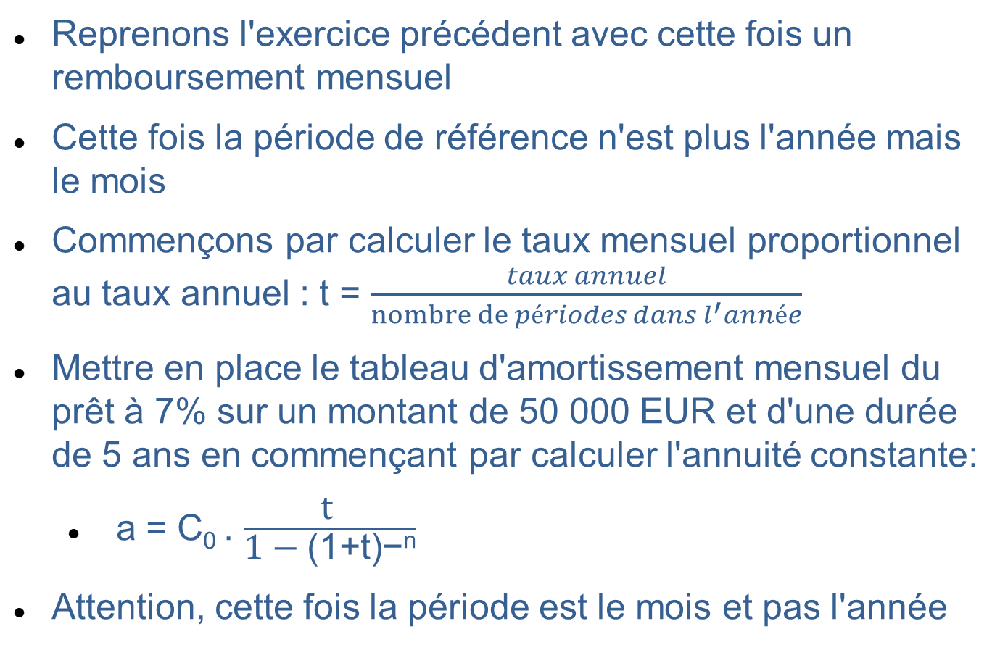 • Reprenons l'exercice précédent avec cette fois un
remboursement mensuel
• Cette fois la période de référence n'est plus l'année mais
le mois
• Commençons par calculer le taux mensuel proportionnel
au taux annuel : t = 𝑡𝑎𝑢𝑥 𝑎𝑛𝑛𝑢𝑒𝑙 / nombre de 𝑝é𝑟𝑖𝑜𝑑𝑒𝑠 𝑑𝑎𝑛𝑠 𝑙′𝑎𝑛𝑛é𝑒
• Mettre en place le tableau d'amortissement mensuel du
prêt à 7% sur un montant de 50 000 EUR et d'une durée
de 5 ans en commençant par calculer l'annuité constante:
• a = C₀ . t / 1 − (1+t)−ⁿ
• Attention, cette fois la période est le mois et pas l'année